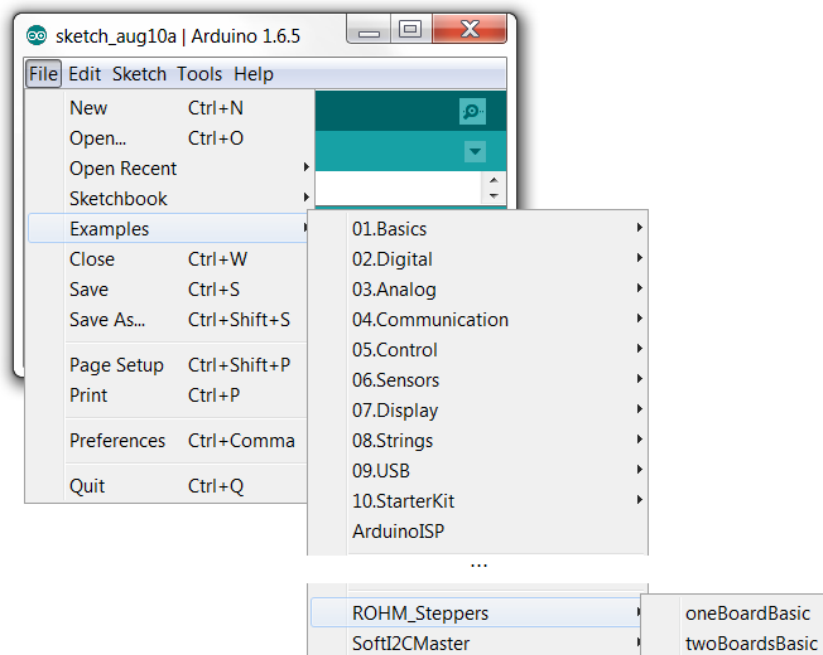 sketch_aug10a | Arduino 1.6.5
File Edit Sketch Tools Help
New Ctrl+N
Open... Ctrl+O
Open Recent
Sketchbook
Examples
Close Ctrl+W
Save Ctrl+S
Save As... Ctrl+Shift+S
Page Setup Ctrl+Shift+P
Print Ctrl+P
Preferences Ctrl+Comma
Quit Ctrl+Q
01.Basics
02.Digital
03.Analog
04.Communication
05.Control
06.Sensors
07.Display
08.Strings
09.USB
10.StarterKit
ArduinoISP
...
ROHM_Steppers
SoftI2CMaster
oneBoardBasic
twoBoardsBasic